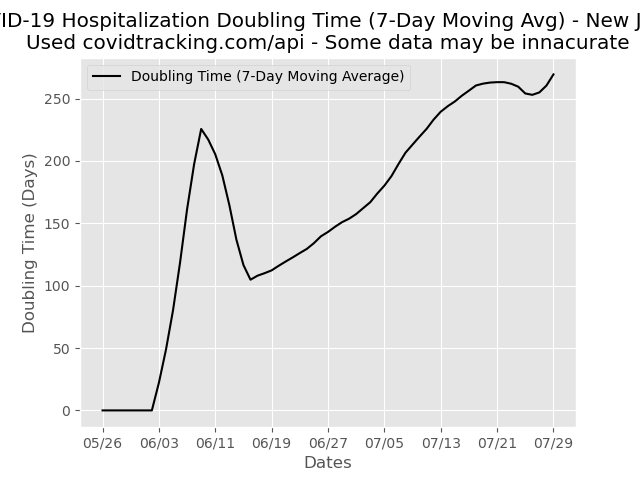 ID-19 Hospitalization Doubling Time (7-Day Moving Avg) - New J
Used covidtracking.com/api - Some data may be innacurate
Doubling Time (7-Day Moving Average)
Doubling Time (Days)
250
200
150
100
50
0
05/26 06/03 06/11 06/19 06/27 07/05 07/13 07/21 07/29
Dates